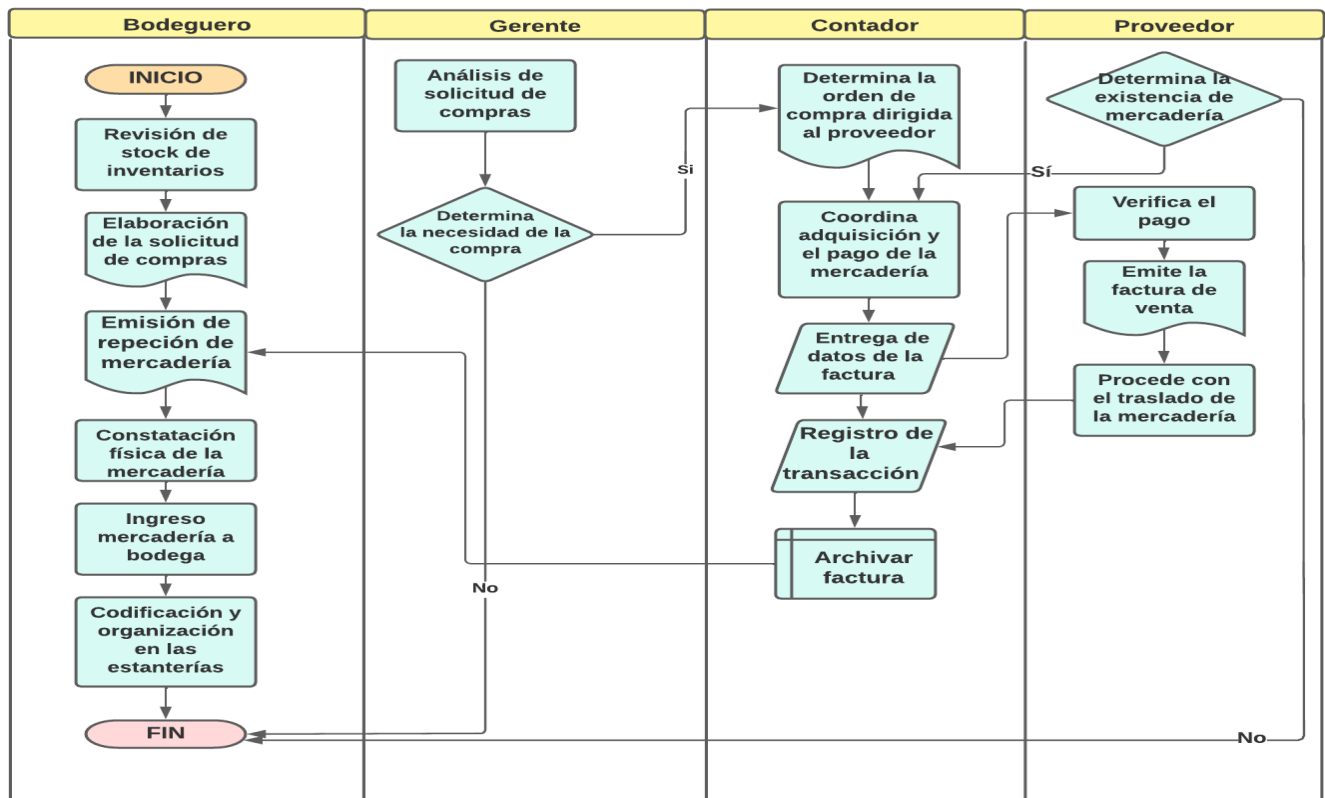 Bodeguero
Gerente
Contador
Proveedor
INICIO
Revisión de
stock de
inventarios
Elaboración
de la solicitud
de compras
Emisión de
repeción de
mercadería
Constatación
física de la
mercadería
Ingreso
mercadería a
bodega
Codificación y
organización
en las
estanterías
FIN
Análisis de
solicitud de
compras
Determina
la necesidad de la
compra
Si
No
Determina la
orden de
compra dirigida
al proveedor
Coordina
adquisición y
el pago de la
mercadería
Entrega de
datos de la
factura
Registro de
la
transacción
Archivar
factura
Determina la
existencia de
mercadería
Sí
Verifica el
pago
Emite la
factura de
venta
Procede con
el traslado de
la mercadería
No